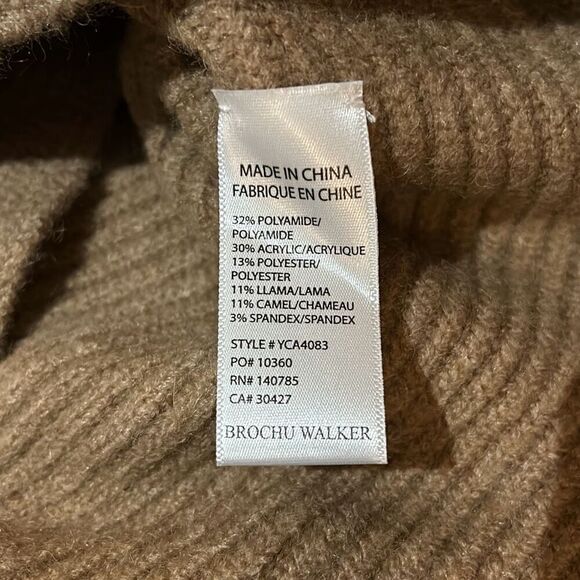 MADE IN CHINA
FABRIQUE EN CHINE
32% POLYAMIDE/
POLYAMIDE
30% ACRYLIC/ACRYLIQUE
13% POLYESTER/
POLYESTER
11% LLAMA/LAMA
11% CAMEL/CHAMEAU
3% SPANDEX/SPANDEX
STYLE # YCA4083
PO# 10360
RN# 140785
CA# 30427
BROCHU WALKER